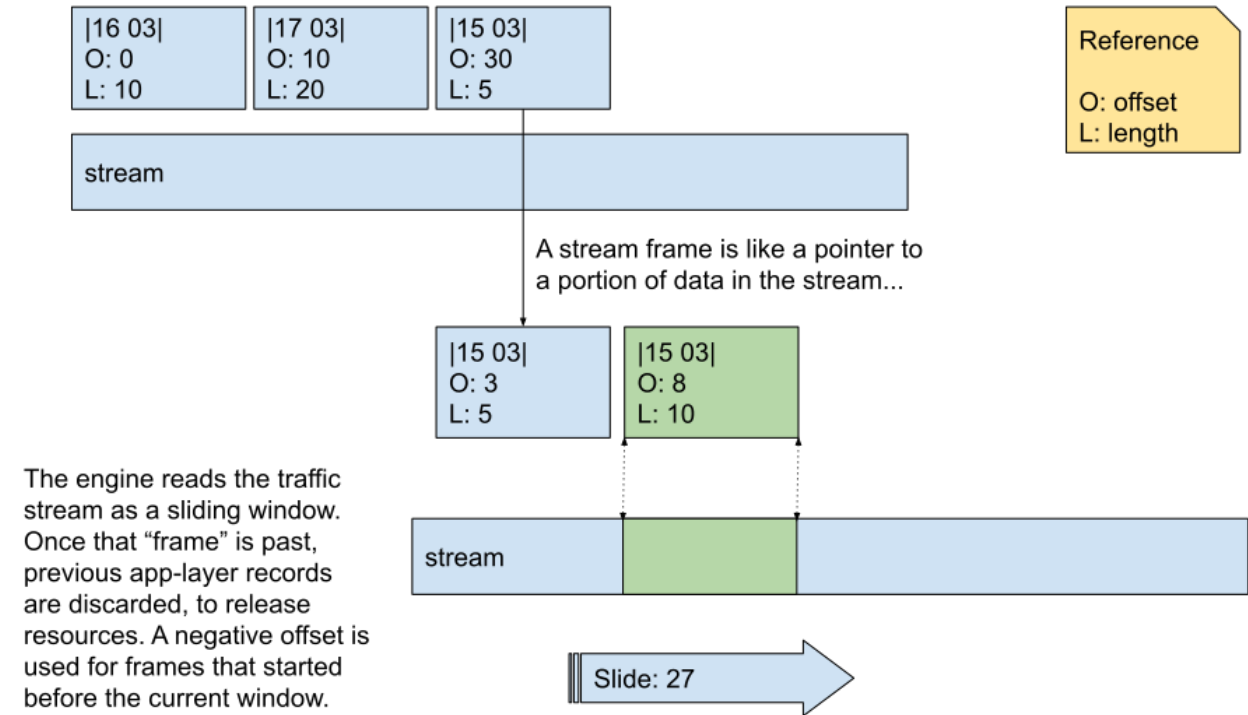 |16 03|
O: 0
L: 10
|17 03|
O: 10
L: 20
|15 03|
O: 30
L: 5
Reference
O: offset
L: length
stream
A stream frame is like a pointer to
a portion of data in the stream...
|15 03|
O: 3
L: 5
|15 03|
O: 8
L: 10
The engine reads the traffic
stream as a sliding window.
Once that “frame” is past,
previous app-layer records
are discarded, to release
resources. A negative offset is
used for frames that started
before the current window.
stream
Slide: 27